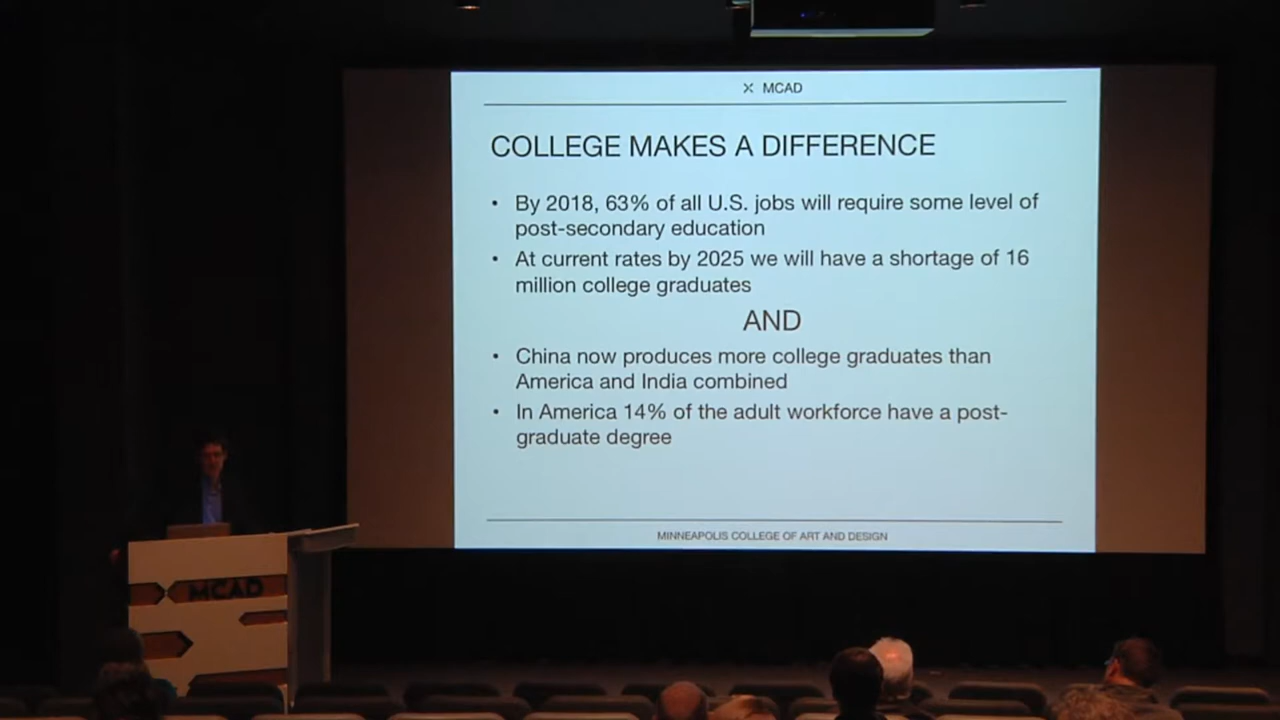 MCAD
COLLEGE MAKES A DIFFERENCE
• By 2018, 63% of all U.S. jobs will require some level of
post-secondary education
• At current rates by 2025 we will have a shortage of 16
million college graduates
AND
• China now produces more college graduates than
America and India combined
• In America 14% of the adult workforce have a post-
graduate degree
MINNEAPOLIS COLLEGE OF ART AND DESIGN
MCAD